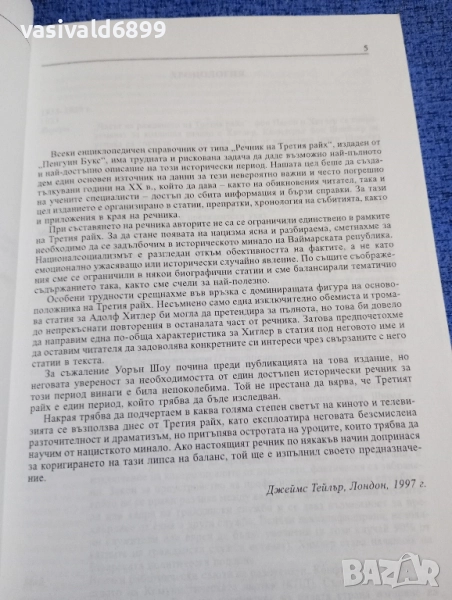 vasivald6899
5
Всеки енциклопедичен справочник от типа „Речник на Третия райх", издаден от
„Пенгуин Букс", има трудната и рискована задача да даде възможно най-пълното
и най-достъпно описание на този исторически период. Нашата цел беше да създа-
дем един основен източник на данни за тези невероятно важни и често погрешно
тълкувани години на XX в., който да дава – както на обикновения читател, така и
на учените специалисти – достъп до сбита информация и бързи справки. За тази
цел изданието е организирано в статии, препратки, хронология на събитията, както
и приложения в края на речника.
При съставянето на речника авторите не са се ограничили единствено в рамките
на Третия райх. За да стане появата на нацизма ясна и разбираема, сметнахме за
необходимо да се задълбочим в историческото минало на Ваймарската република.
Националсоциализмът е разгледан откъм обективността на фактите, а не като
емоционално ужасяващо или исторически случайно явление. По същите съображе-
ния сме се ограничили в някои биографични статии и сме балансирали тематично
съдържанието така, както сме счели за най-полезно.
Особени трудности срещнахме във връзка с доминиращата фигура на осново-
положника на Третия райх. Несъмнено само една изключително обемиста и грома-
ва статия за Адолф Хитлер би могла да претендира за пълнота, но това би довело
до непрекъснати повторения в останалата част от речника. Затова предпочетохме
да направим една по-обща характеристика за Хитлер в статия под неговото име и
да оставим читателя да задоволява конкретните си интереси чрез свързаните с него
статии в текста.
За съжаление Уорън Шоу почина преди публикацията на това издание, но
неговата увереност за необходимостта от един достъпен исторически речник за
този период винаги е била непоколебима. Той не престана да вярва, че Третият
райх е един период, който трябва да бъде изследван.
Накрая трябва да подчертаем в каква голяма степен светът на киното и телеви-
зията се възползва днес от Третия райх, като експлоатира неговата безсмислена
разточителност и драматизъм, но притъпява остротата на уроците, които трябва да
научим от нацисткото минало. Ако настоящият речник по някакъв начин допринася
за коригирането на тази липса на баланс, той ще е изпълнил своето предназначе-
ние.
Джеймс Тейлър, Лондон, 1997 г.
BAZAR